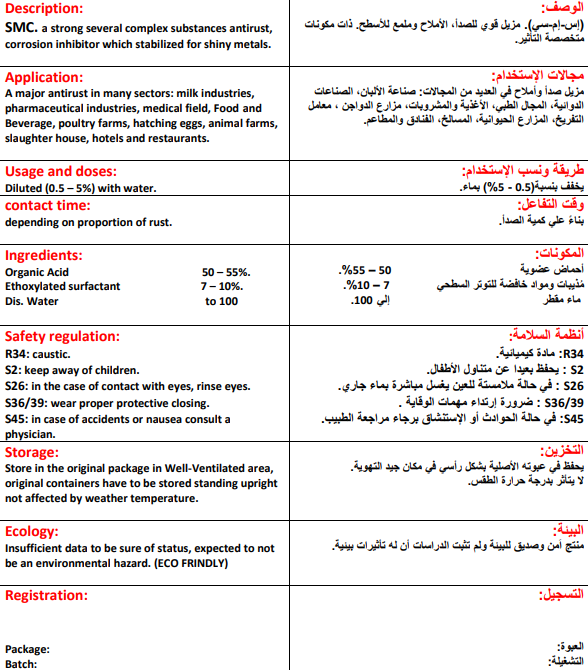 Description:
SMC. a strong several complex substances antirust,
corrosion inhibitor which stabilized for shiny metals.
الوصف:
(إس-إم-سي). مزيل قوي للصدأ، الأملاح وملمع للأسطح. ذات مكونات
متخصصة التأثير.
Application:
A major antirust in many sectors: milk industries,
pharmaceutical industries, medical field, Food and
Beverage, poultry farms, hatching eggs, animal farms,
slaughter house, hotels and restaurants.
مجالات الإستخدام:
مزيل صدأ وأملاح في العديد من المجالات: صناعة الألبان، الصناعات
الدوائية، المجال الطبي، الأغذية والمشروبات، مزارع الدواجن ، معامل
التفريخ، المزارع الحيوانية، المسالخ، الفنادق والمطاعم.
Usage and doses:
Diluted (0.5 – 5%) with water.
طريقة ونسب الإستخدام:
يخفف بنسبة(0.5 - 5%) بماء.
contact time:
depending on proportion of rust.
وقت التفاعل:
بناءً علي كمية الصدأ.
Ingredients:
Organic Acid 50 – 55%.
Ethoxylated surfactant 7 – 10%.
Dis. Water to 100
المكونات:
أحماض عضوية 50 – 55%.
مُذيبات ومواد خافضة للتوتر السطحي 7 – 10%.
ماء مقطر إلي 100.
Safety regulation:
R34: caustic.
S2: keep away of children.
S26: in the case of contact with eyes, rinse eyes.
S36/39: wear proper protective closing.
S45: in case of accidents or nausea consult a
physician.
أنظمة السلامة:
R34: مادة كيميائية.
S2 : يحفظ بعيدا عن متناول الأطفال.
S26 : في حالة ملامسة للعين يغسل مباشرة بماء جاري.
S36/39 : ضرورة إرتداء مهمات الوقاية .
S45: في حالة الحوادث أو الإستنشاق برجاء مراجعة الطبيب.
Storage:
Store in the original package in Well-Ventilated area,
original containers have to be stored standing upright
not affected by weather temperature.
التخزين:
يحفظ في عبوته الأصلية بشكل رأسي في مكان جيد التهوية.
لا يتأثر بدرجة حرارة الطقس.
Ecology:
Insufficient data to be sure of status, expected to not
be an environmental hazard. (ECO FRINDLY)
البيئة:
منتج أمن وصديق للبيئة ولم تثبت الدراسات أن له تأثيرات بيئية.
Registration:
التسجيل:
Package:
العبوة:
Batch:
التشغيلة: